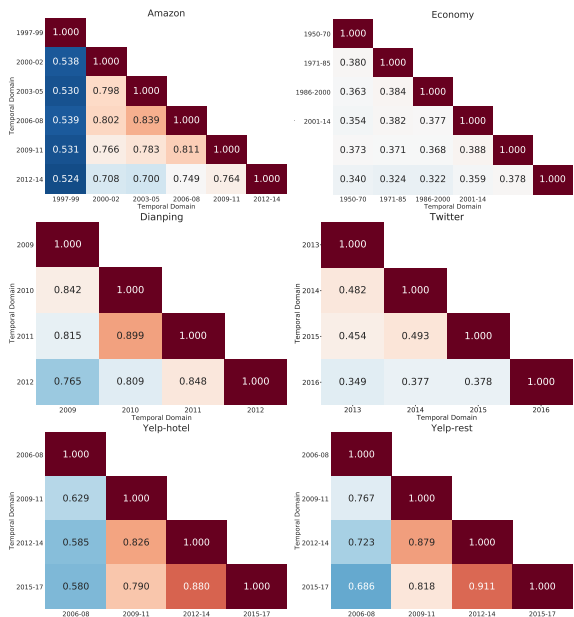 Amazon
1997-99 1.000
2000-02 0.538 1.000
2003-05 0.530 0.798 1.000
2006-08 0.539 0.802 0.839 1.000
2009-11 0.531 0.766 0.783 0.811 1.000
2012-14 0.524 0.708 0.700 0.749 0.764 1.000
1997-99 2000-02 2003-05 2006-08 2009-11 2012-14
Temporal Domain
Temporal Domain
Economy
1950-70 1.000
1971-85 0.380 1.000
1986-2000 0.363 0.384 1.000
2001-14 0.354 0.382 0.377 1.000
0.373 0.371 0.368 0.388 1.000
0.340 0.324 0.322 0.359 0.378 1.000
1950-70 1971-85 1986-2000 2001-14
Temporal Domain
Dianping
2009 1.000
2010 0.842 1.000
2011 0.815 0.899 1.000
2012 0.765 0.809 0.848 1.000
2009 2010 2011 2012
Temporal Domain
Temporal Domain
Twitter
2013 1.000
2014 0.482 1.000
2015 0.454 0.493 1.000
2016 0.349 0.377 0.378 1.000
2013 2014 2015 2016
Temporal Domain
Temporal Domain
Yelp-hotel
2006-08 1.000
2009-11 0.629 1.000
2012-14 0.585 0.826 1.000
2015-17 0.580 0.790 0.880 1.000
2006-08 2009-11 2012-14 2015-17
Temporal Domain
Yelp-rest
2006-08 1.000
2009-11 0.767 1.000
2012-14 0.723 0.879 1.000
2015-17 0.686 0.818 0.911 1.000
2006-08 2009-11 2012-14 2015-17
Temporal Domain